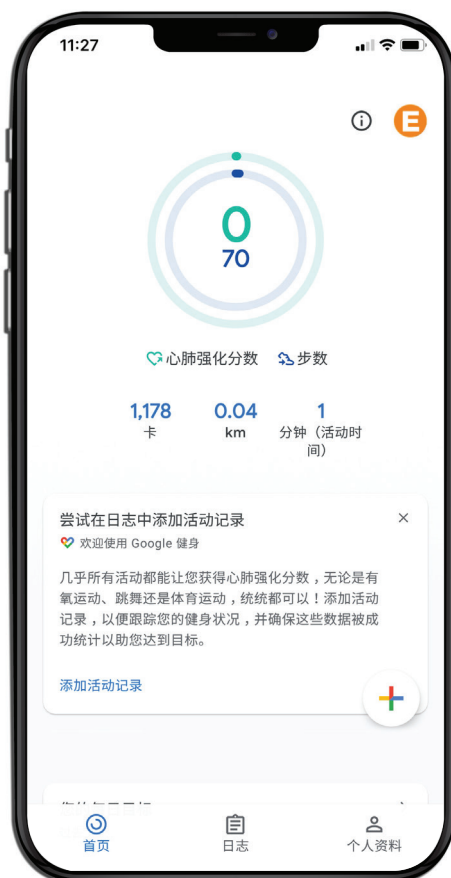 11:27
E
0
70
心肺强化分数 步数
1,178 0.04 1
卡 km 分钟（活动时
间）
尝试在日志中添加活动记录
欢迎使用 Google 健身
几乎所有活动都能让您获得心肺强化分数，无论是有
氧运动、跳舞还是体育运动，统统都可以！添加活动
记录，以便跟踪您的健身状况，并确保这些数据被成
功统计以助您达到目标。
添加活动记录
首页 日志 个人资料